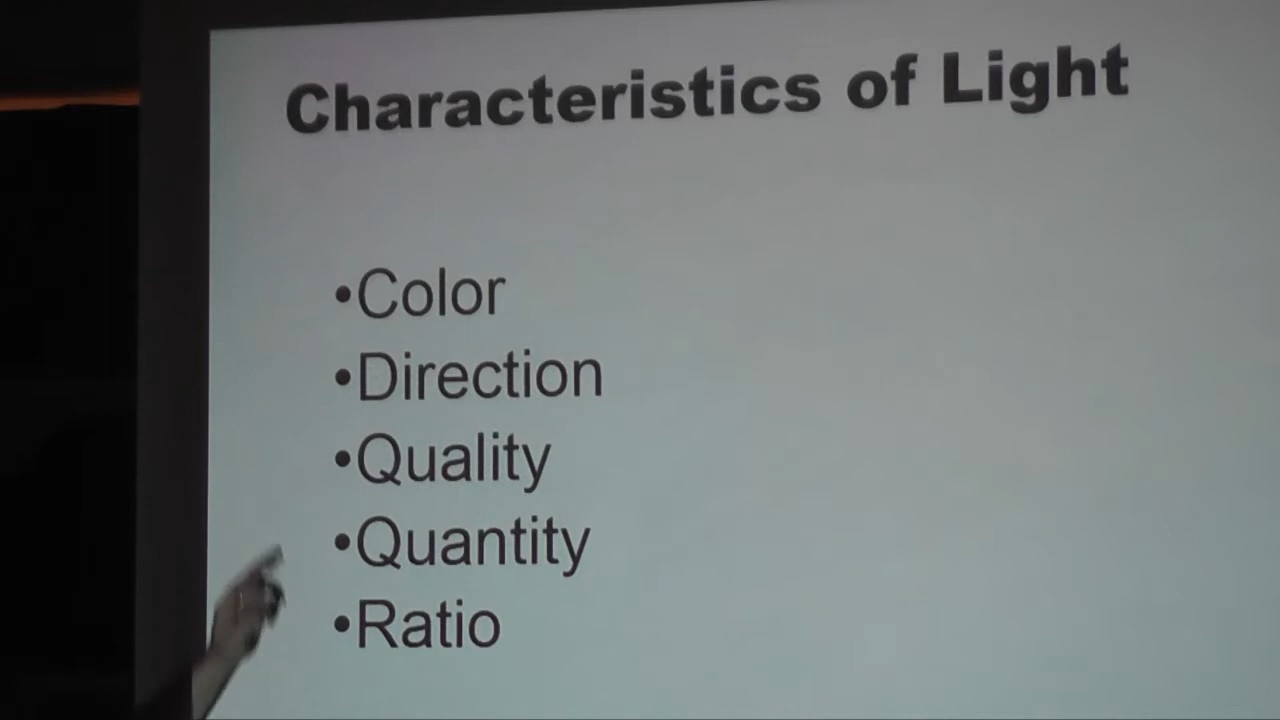 Characteristics of Light
•Color
•Direction
•Quality
•Quantity
•Ratio